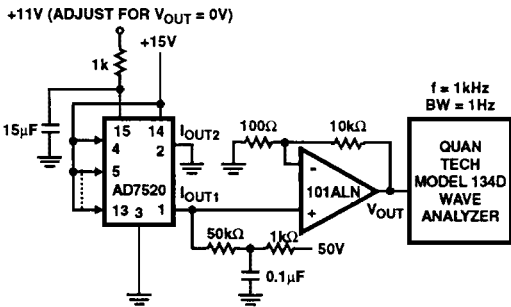 +11V (ADJUST FOR VOUT = 0V)
+15V
1k
15μF
15 14
4 2
5
AD7520
13 3 1
IOUT2
IOUT1
100Ω
10kΩ
-
101ALN
+
VOUT
50kΩ
1kΩ
50V
0.1μF
f = 1kHz
BW = 1Hz
QUAN
TECH
MODEL 134D
WAVE
ANALYZER